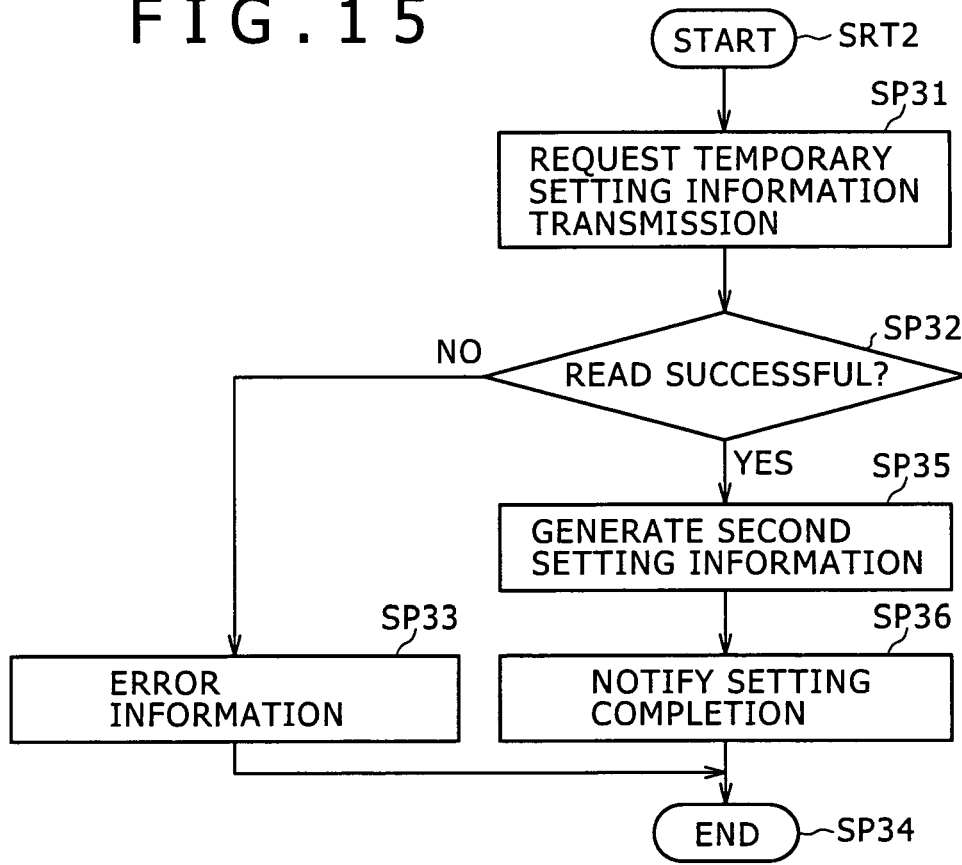 FIG.15
START
SRT2
SP31
REQUEST TEMPORARY
SETTING INFORMATION
TRANSMISSION
SP32
NO
READ SUCCESSFUL?
YES
SP35
GENERATE SECOND
SETTING INFORMATION
SP33
SP36
ERROR
INFORMATION
NOTIFY SETTING
COMPLETION
END
SP34